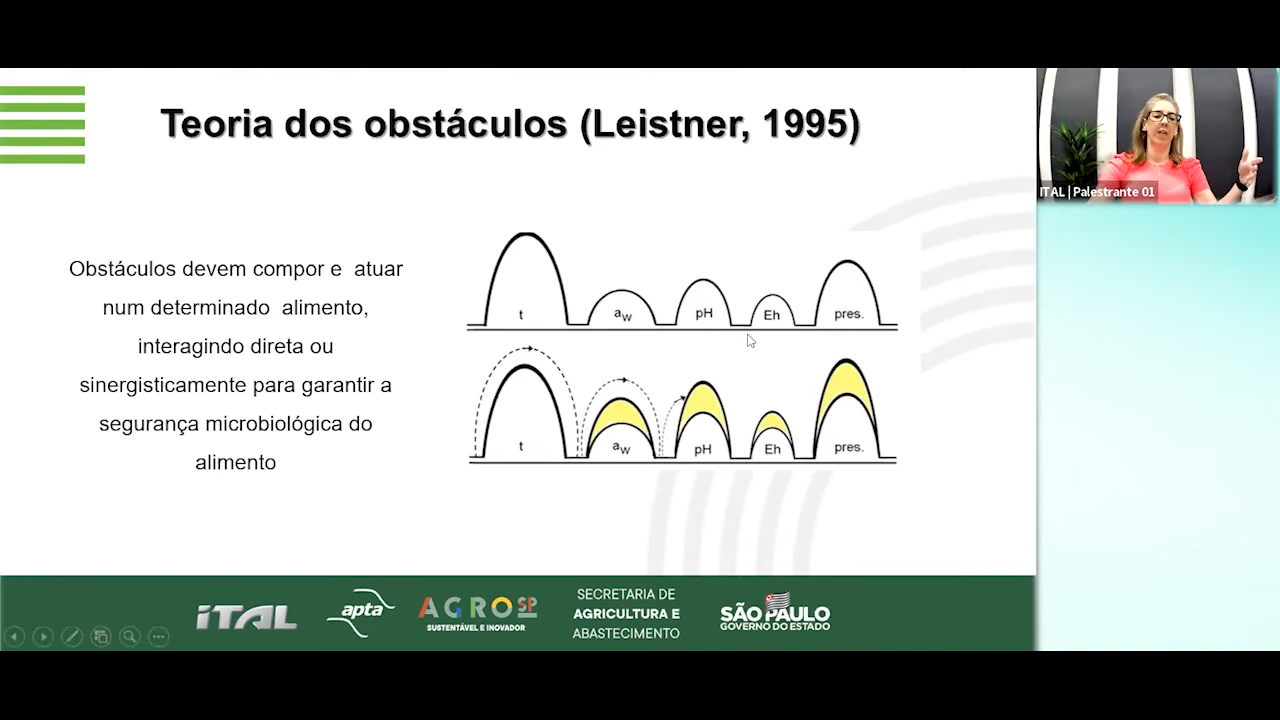 Teoria dos obstáculos (Leistner, 1995)
ITAL | Palestrante 01
Obstáculos devem compor e atuar
num determinado alimento,
interagindo direta ou
sinergisticamente para garantir a
segurança microbiológica do
alimento
t aw pH Eh pres.
t aw pH Eh pres.
iTAL
apta
AGRO SP
SUSTENTÁVEL E INOVADOR
SECRETARIA DE
AGRICULTURA E
ABASTECIMENTO
SÃO PAULO
GOVERNO DO ESTADO